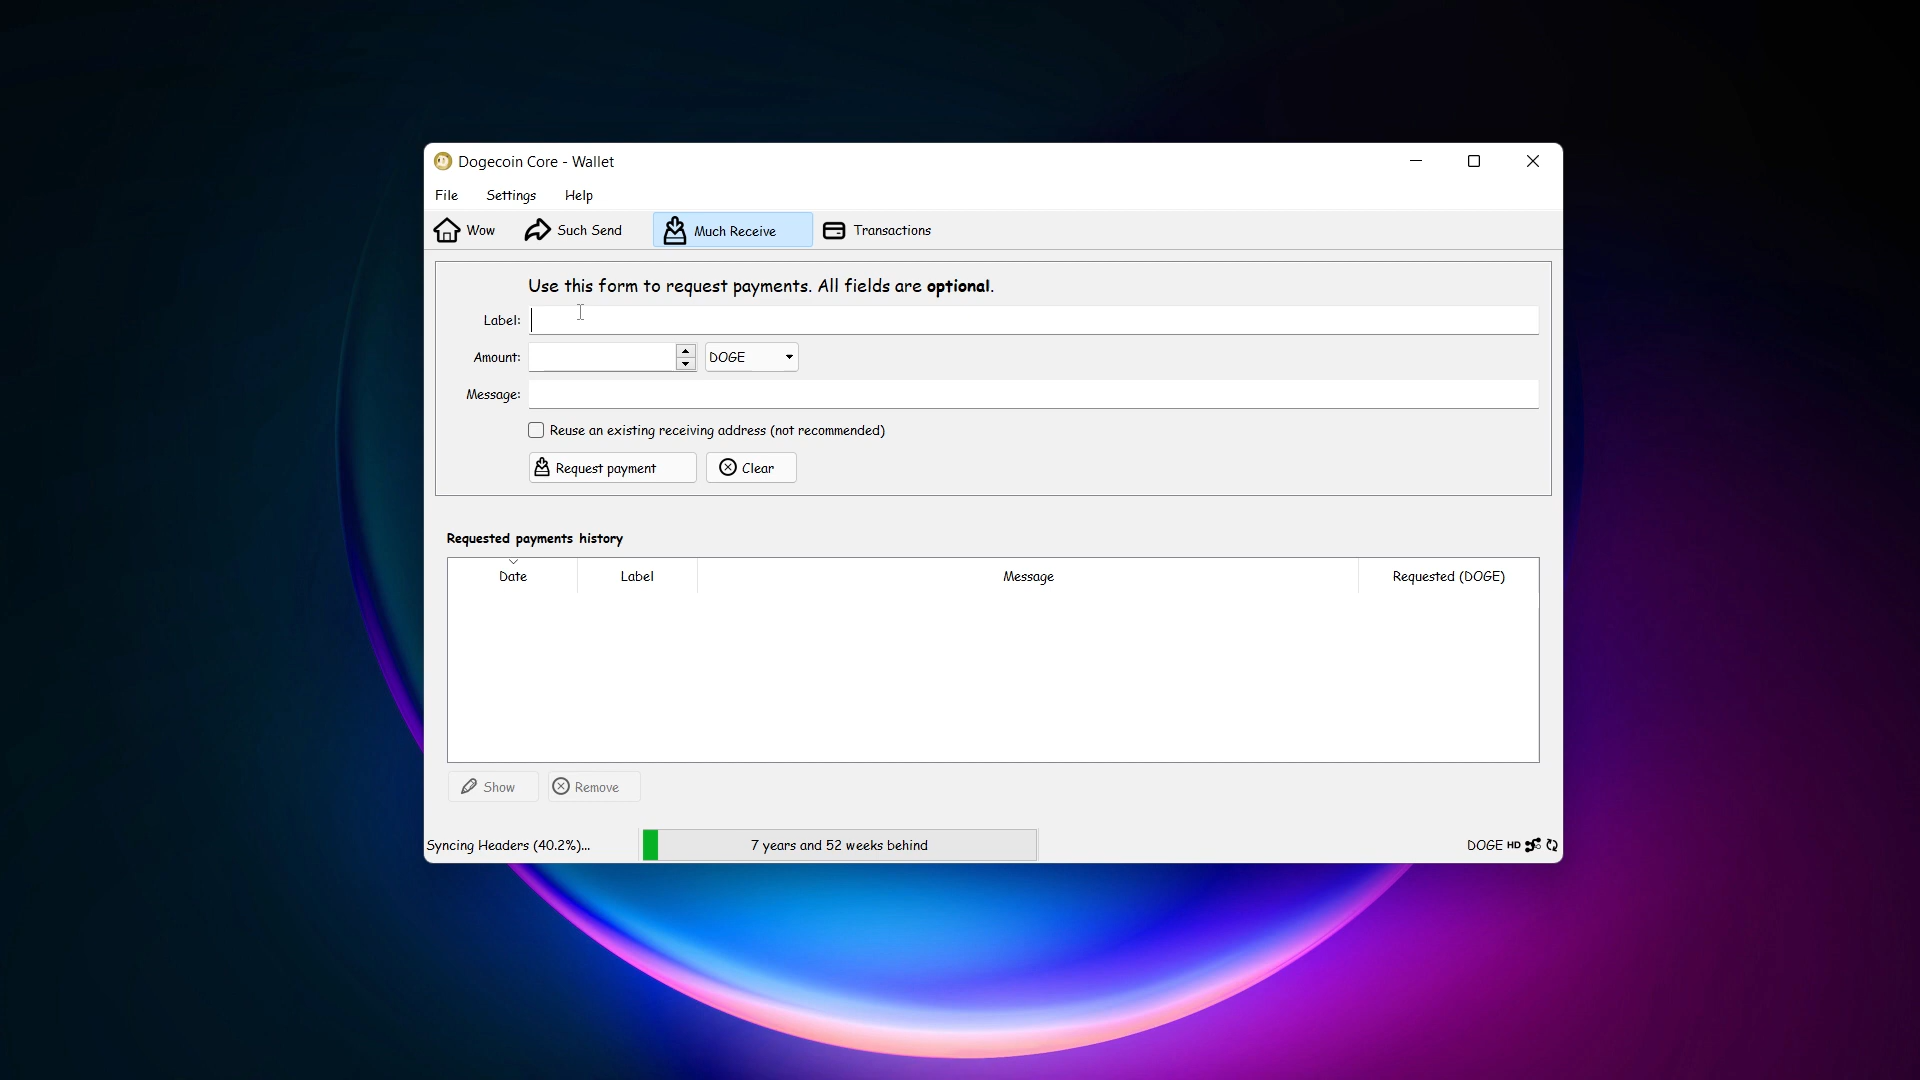 Dogecoin Core - Wallet
File Settings Help
Wow Such Send Much Receive Transactions
Use this form to request payments. All fields are optional.
Label:
Amount: DOGE
Message:
Reuse an existing receiving address (not recommended)
Request payment Clear
Requested payments history
Date Label Message Requested (DOGE)
Show Remove
Syncing Headers (40.2%)... 7 years and 52 weeks behind DOGE HD